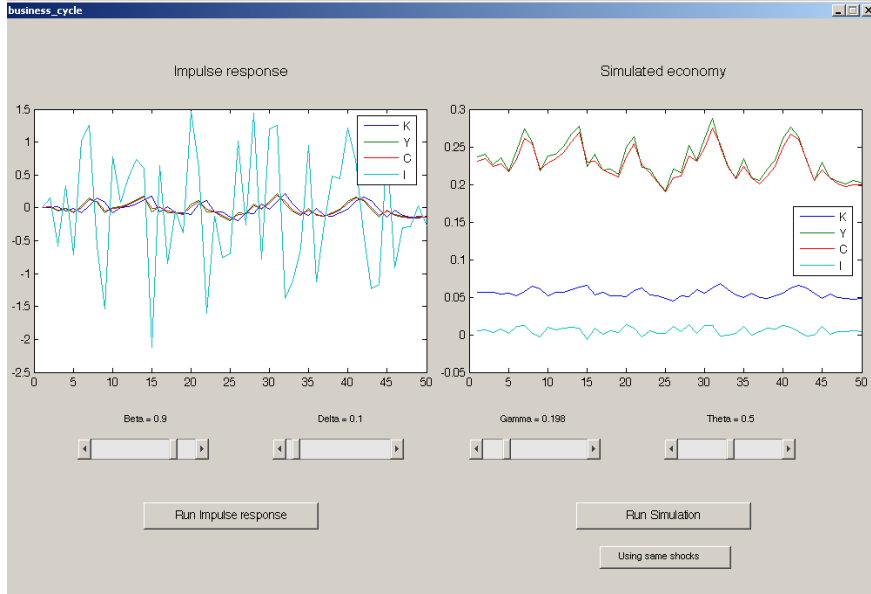 business_cycle
Impulse response
1.5
1
0.5
0
-0.5
-1
-1.5
-2
-2.5
0 5 10 15 20 25 30 35 40 45 50
K
Y
C
I
Simulated economy
0.3
0.25
0.2
0.15
0.1
0.05
0
-0.05
0 5 10 15 20 25 30 35 40 45 50
K
Y
C
I
Beta = 0.9 Delta = 0.1 Gamma = 0.198 Theta = 0.5
Run Impulse response Run Simulation
Using same shocks